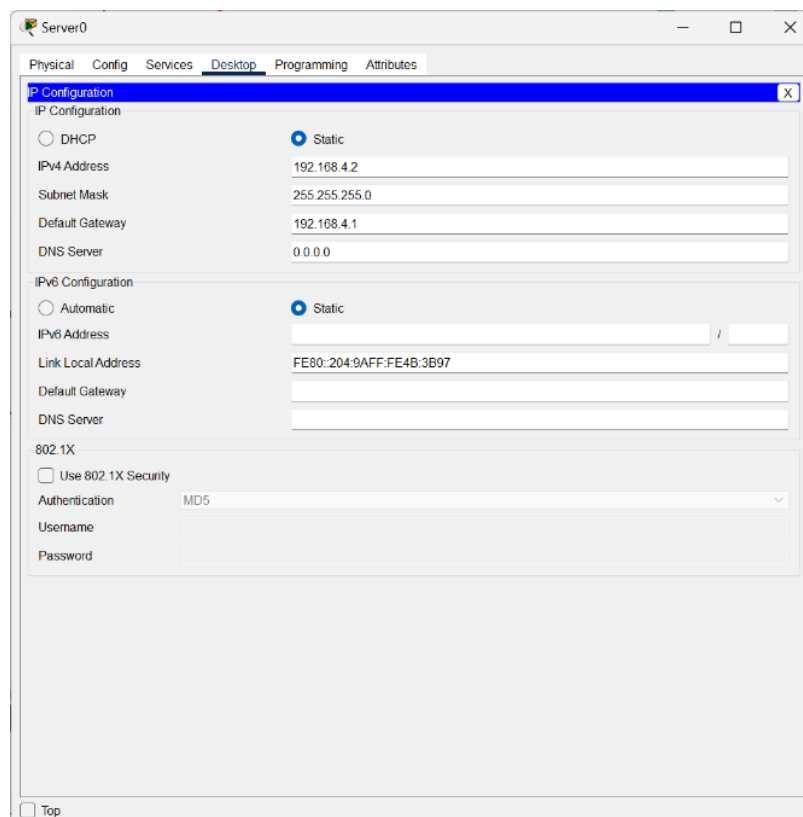 Server0
Physical Config Services Desktop Programming Attributes
IP Configuration X
IP Configuration
DHCP Static
IPv4 Address 192.168.4.2
Subnet Mask 255.255.255.0
Default Gateway 192.168.4.1
DNS Server 0.0.0.0
IPv6 Configuration
Automatic Static
IPv6 Address /
Link Local Address FE80::204:9AFF:FE4B:3B97
Default Gateway
DNS Server
802.1X
Use 802.1X Security
Authentication MD5
Username
Password
Top